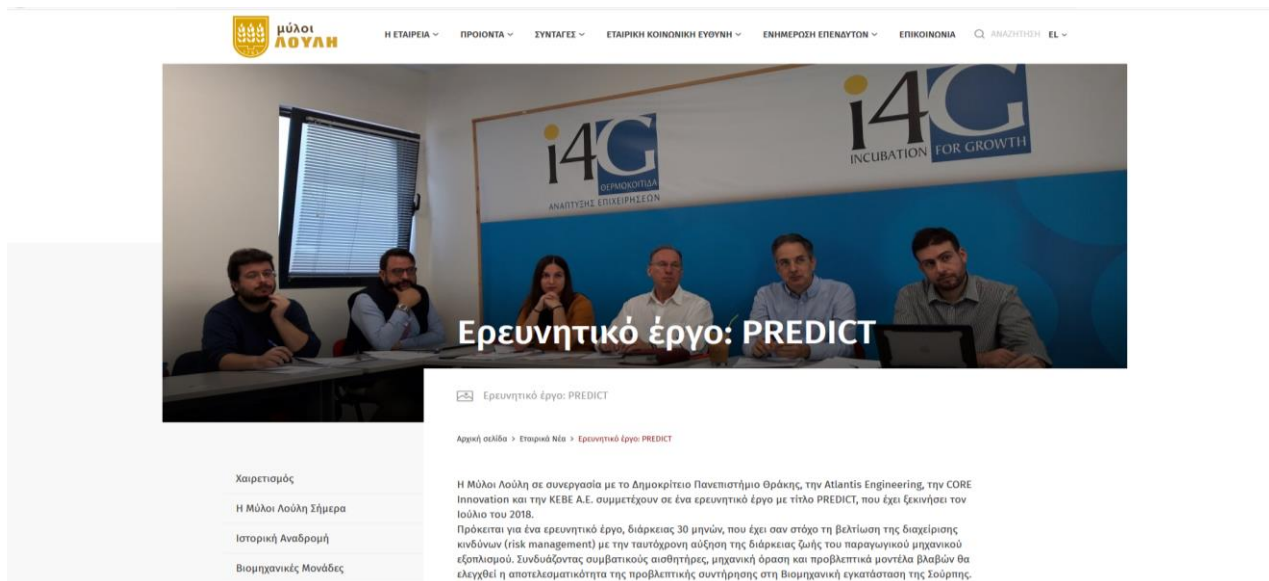 μύλοι
ΛΟΥΛΗ
Η ΕΤΑΙΡΕΙΑ
ΠΡΟΙΟΝΤΑ
ΣΥΝΤΑΓΕΣ
ΕΤΑΙΡΙΚΗ ΚΟΙΝΩΝΙΚΗ ΕΥΘΥΝΗ
ΕΝΗΜΕΡΩΣΗ ΕΠΕΝΔΥΤΩΝ
ΕΠΙΚΟΙΝΩΝΙΑ
ΑΝΑΖΗΤΗΣΗ
EL
i4G
ΘΕΡΜΟΚΟΙΤΙΔΑ
ΑΝΑΠΤΥΞΗΣ ΕΠΙΧΕΙΡΗΣΕΩΝ
i4G
INCUBATION FOR GROWTH
Ερευνητικό έργο: PREDICT
Ερευνητικό έργο: PREDICT
Αρχική σελίδα > Εταιρικά Νέα > Ερευνητικό έργο: PREDICT
Χαιρετισμός
Η Μύλοι Λούλη Σήμερα
Ιστορική Αναδρομή
Βιομηχανικές Μονάδες
Η Μύλοι Λούλη σε συνεργασία με το Δημοκρίτειο Πανεπιστήμιο Θράκης, την Atlantis Engineering, την CORE
Innovation και την ΚΕΒΕ Α.Ε. συμμετέχουν σε ένα ερευνητικό έργο με τίτλο PREDICT, που έχει ξεκινήσει τον
Ιούλιο του 2018.
Πρόκειται για ένα ερευνητικό έργο, διάρκειας 30 μηνών, που έχει σαν στόχο τη βελτίωση της διαχείρισης
κινδύνων (risk management) με την ταυτόχρονη αύξηση της διάρκειας ζωής του παραγωγικού μηχανικού
εξοπλισμού. Συνδυάζοντας συμβατικούς αισθητήρες, μηχανική όραση και προβλεπτικά μοντέλα βλαβών θα
ελεγχθεί η αποτελεσματικότητα της προβλεπτικής συντήρησης στη Βιομηχανική εγκατάσταση της Σούρπης.